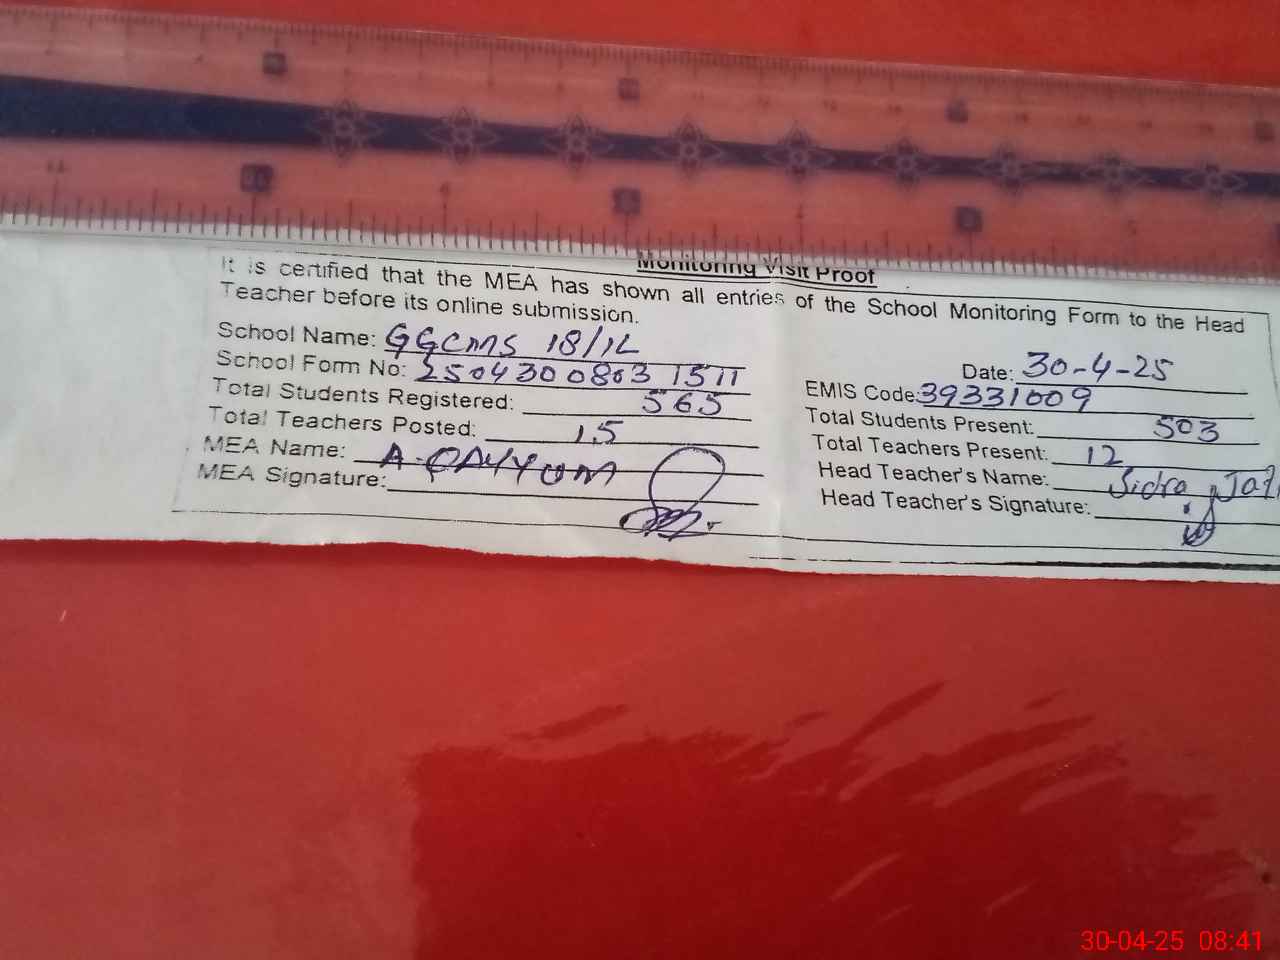 Monitoring Visit Proof
It is certified that the MEA has shown all entries of the School Monitoring Form to the Head
Teacher before its online submission.
School Name: GGCMS 18/1L
Date: 30-4-25
School Form No: 2504300803 1511
EMIS Code: 39331009
Total Students Registered: 565
Total Students Present: 503
Total Teachers Posted: 15
Total Teachers Present: 12
MEA Name: A-QAYYUM
Head Teacher's Name: Sidra
MEA Signature:
Head Teacher's Signature:
30-04-25 08:41